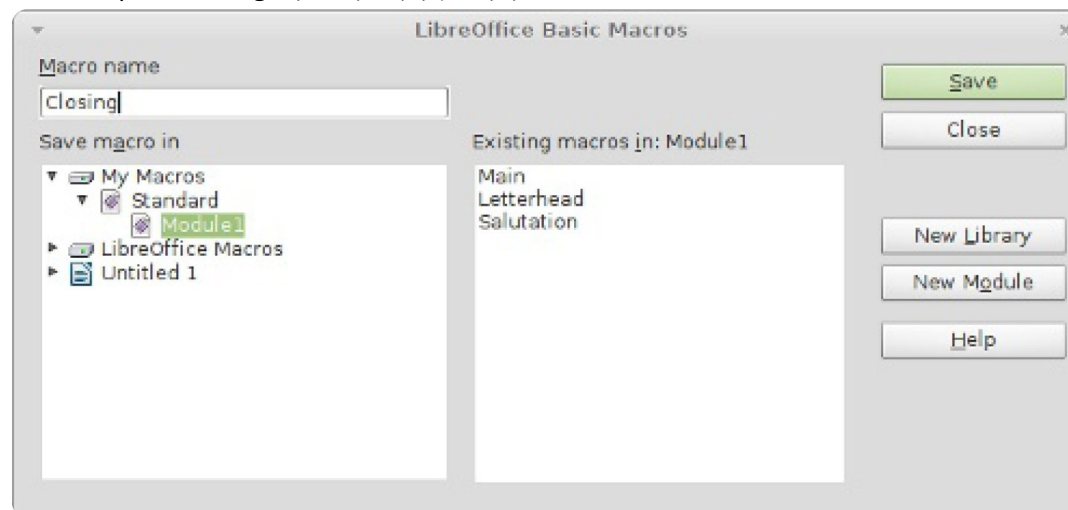 LibreOffice Basic Macros
Macro name
Closing
Save macro in
My Macros
Standard
Module1
LibreOffice Macros
Untitled 1
Existing macros in: Module1
Main
Letterhead
Salutation
Save
Close
New Library
New Module
Help